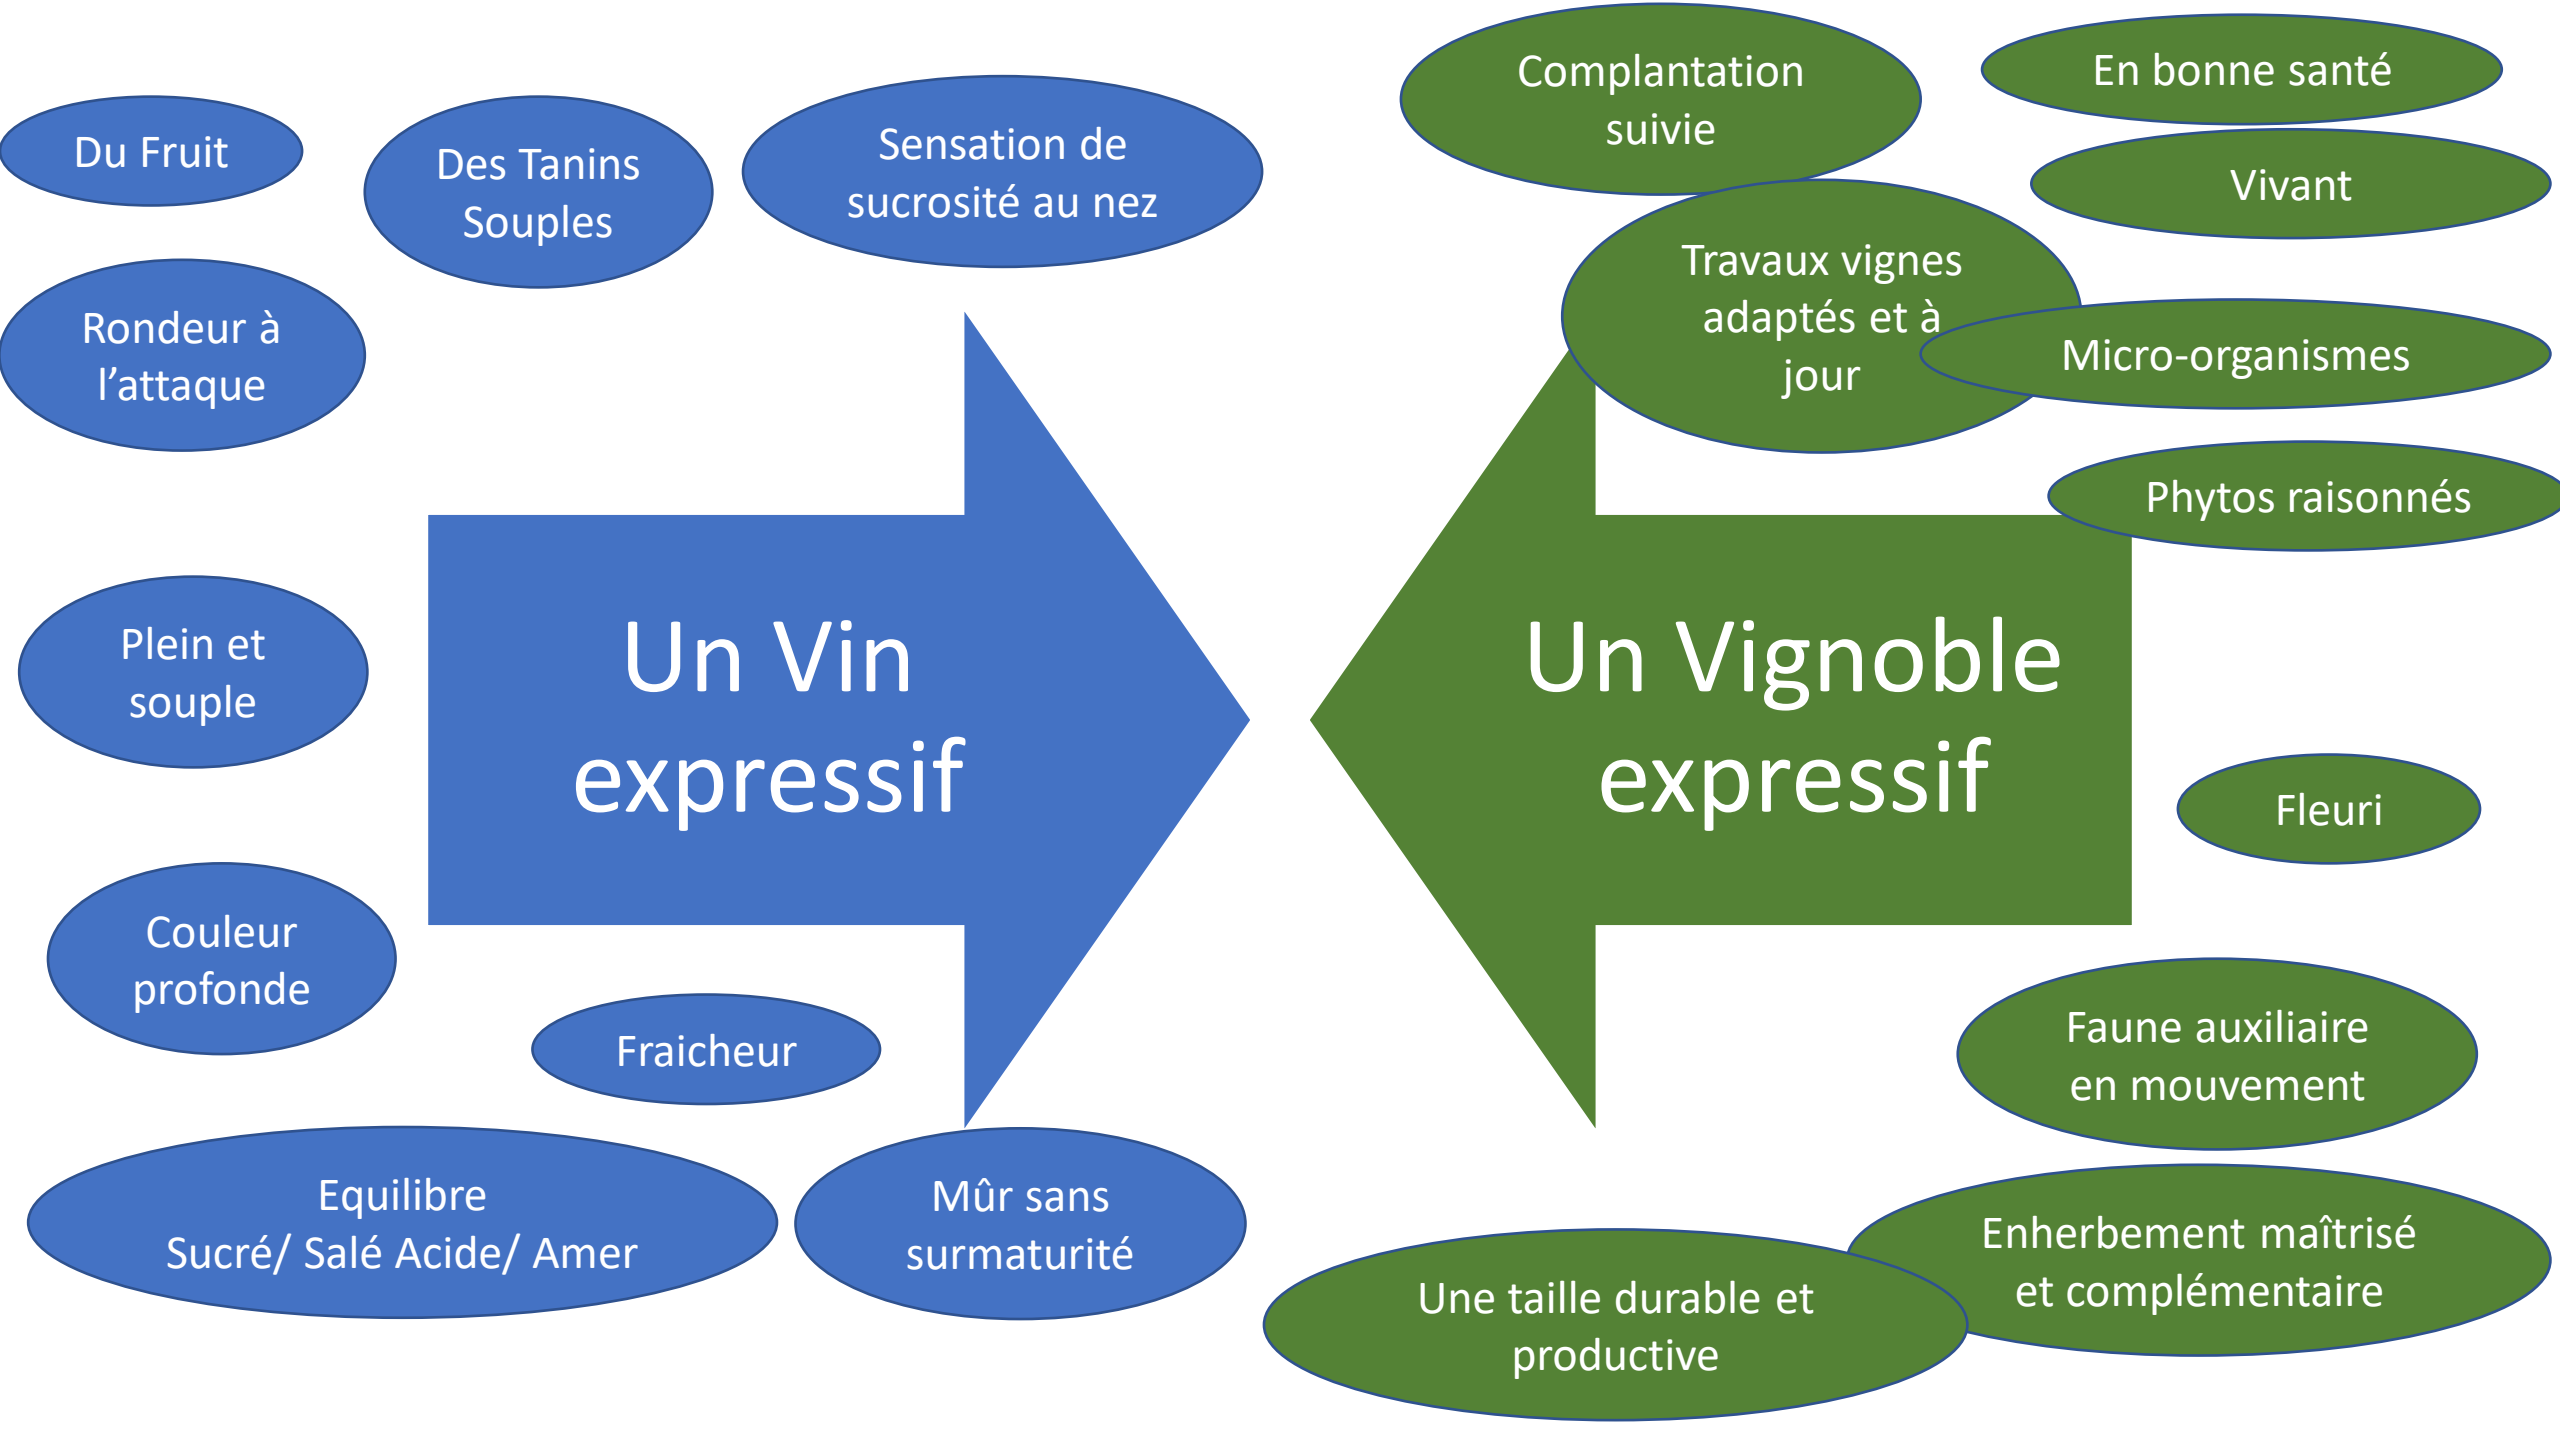 Du Fruit
Des Tanins
Souples
Sensation de
sucrosité au nez
Rondeur à
l’attaque
Un Vin
expressif
Plein et
souple
Couleur
profonde
Fraicheur
Equilibre
Sucré/ Salé Acide/ Amer
Mûr sans
surmaturité
Complantation
suivie
En bonne santé
Vivant
Travaux vignes
adaptés et à
jour
Micro-organismes
Phytos raisonnés
Un Vignoble
expressif
Fleuri
Faune auxiliaire
en mouvement
Enherbement maîtrisé
et complémentaire
Une taille durable et
productive